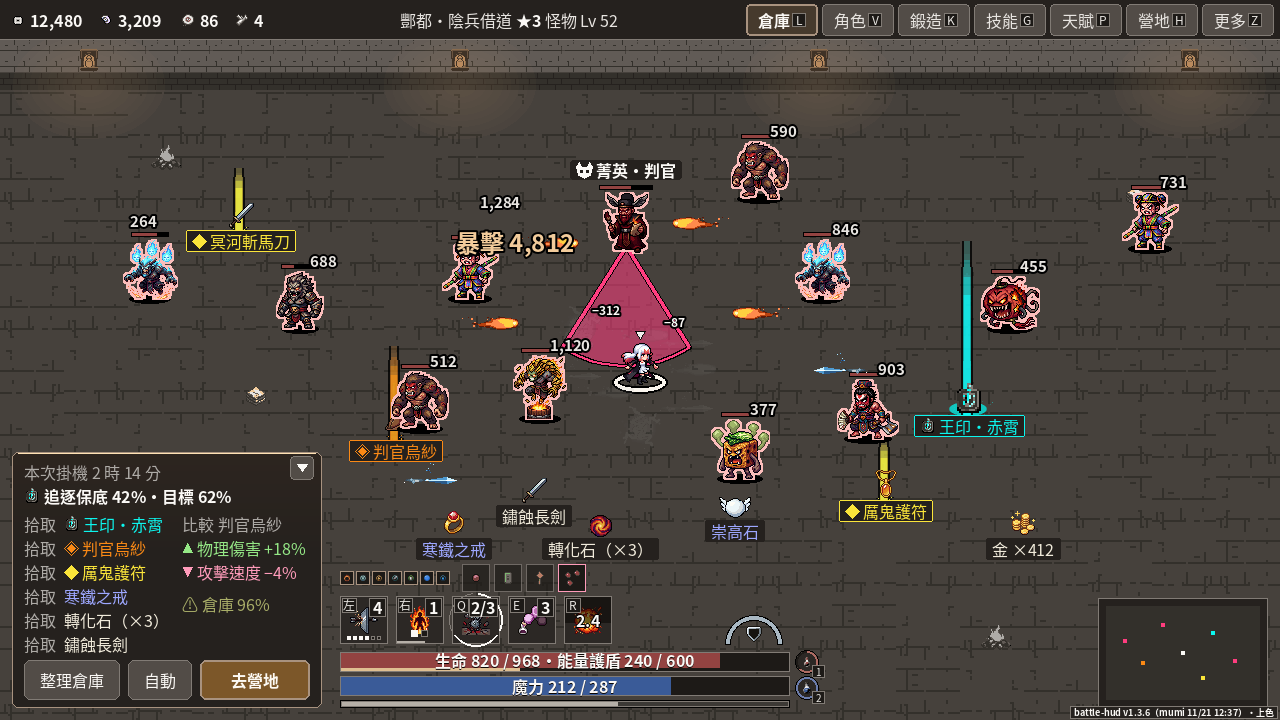 12,480 3,209 86 4
酆都・陰兵借道 ★3 怪物 Lv 52
倉庫 L 角色 V 鍛造 K 技能 G 天賦 P 營地 H 更多 Z
590
菁英・判官
731
1,284
264
冥河斬馬刀
暴擊 4,812
846
688
455
−312
−87
1,120
512
903
377
王印・赤霄
判官烏紗
厲鬼護符
鏽蝕長劍
崇高石
寒鐵之戒
轉化石（×3）
金 ×412
本次掛機 2 時 14 分
追逐保底 42%・目標 62%
拾取 王印・赤霄
拾取 判官烏紗
拾取 厲鬼護符
拾取 寒鐵之戒
拾取 轉化石（×3）
拾取 鏽蝕長劍
比較 判官烏紗
▲物理傷害 +18%
▼攻擊速度 −4%
倉庫 96%
整理倉庫 自動 去營地
左 4 右 1 Q 2/3 E 3 R 2.4
生命 820 / 968・能量護盾 240 / 600
1
魔力 212 / 287
2
battle-hud v1.3.6（mumi 11/21 12:37）・上色